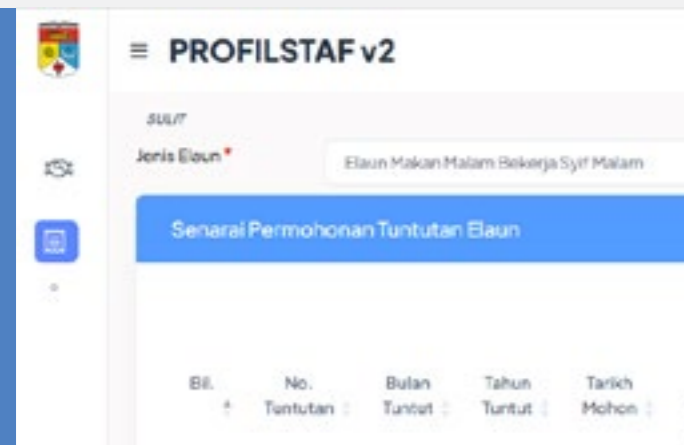 PROFILSTAF v2
SULIT
Jenis Elaun *
Elaun Makan Malam Bekerja Syif Malam
Senarai Permohonan Tuntutan Elaun
Bil. No. Bulan Tahun Tarikh
Tuntutan Tuntut Tuntut Mohon